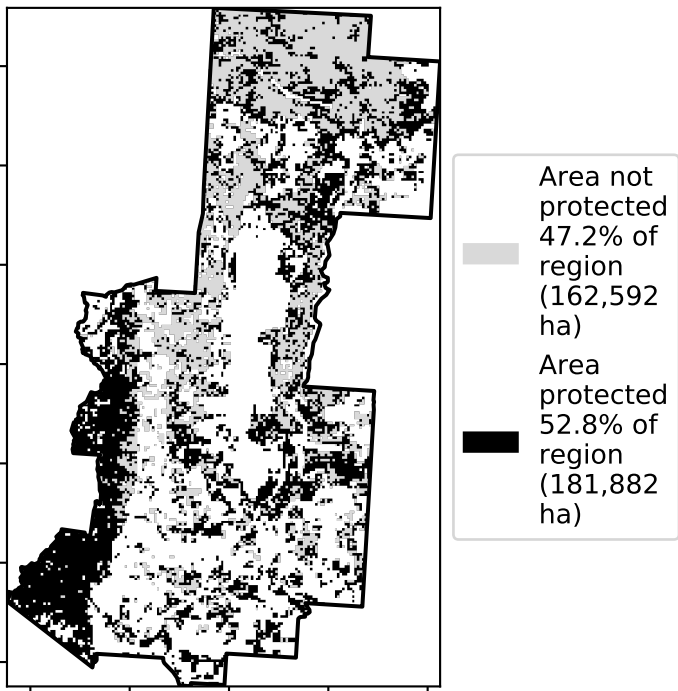 Area not
protected
47.2% of
region
(162,592
ha)
Area
protected
52.8% of
region
(181,882
ha)